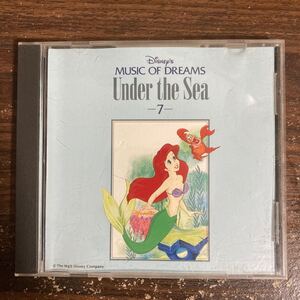 Disney's
MUSIC OF DREAMS
Under the Sea
—7—
© The Walt Disney Company